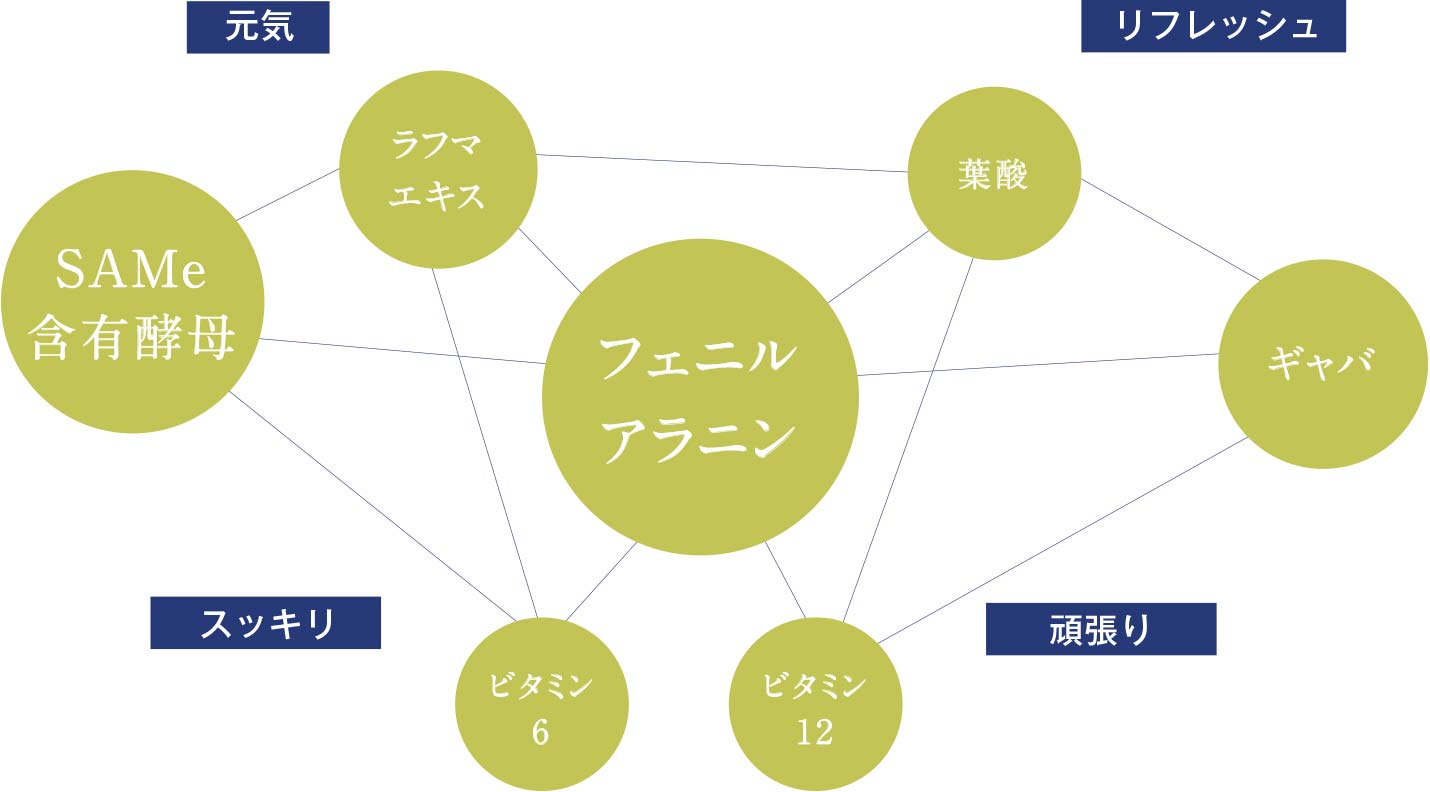 元気
リフレッシュ
ラフマ
エキス
葉酸
SAMe
含有酵母
フェニル
アラニン
ギャバ
スッキリ
頑張り
ビタミン
6
ビタミン
12